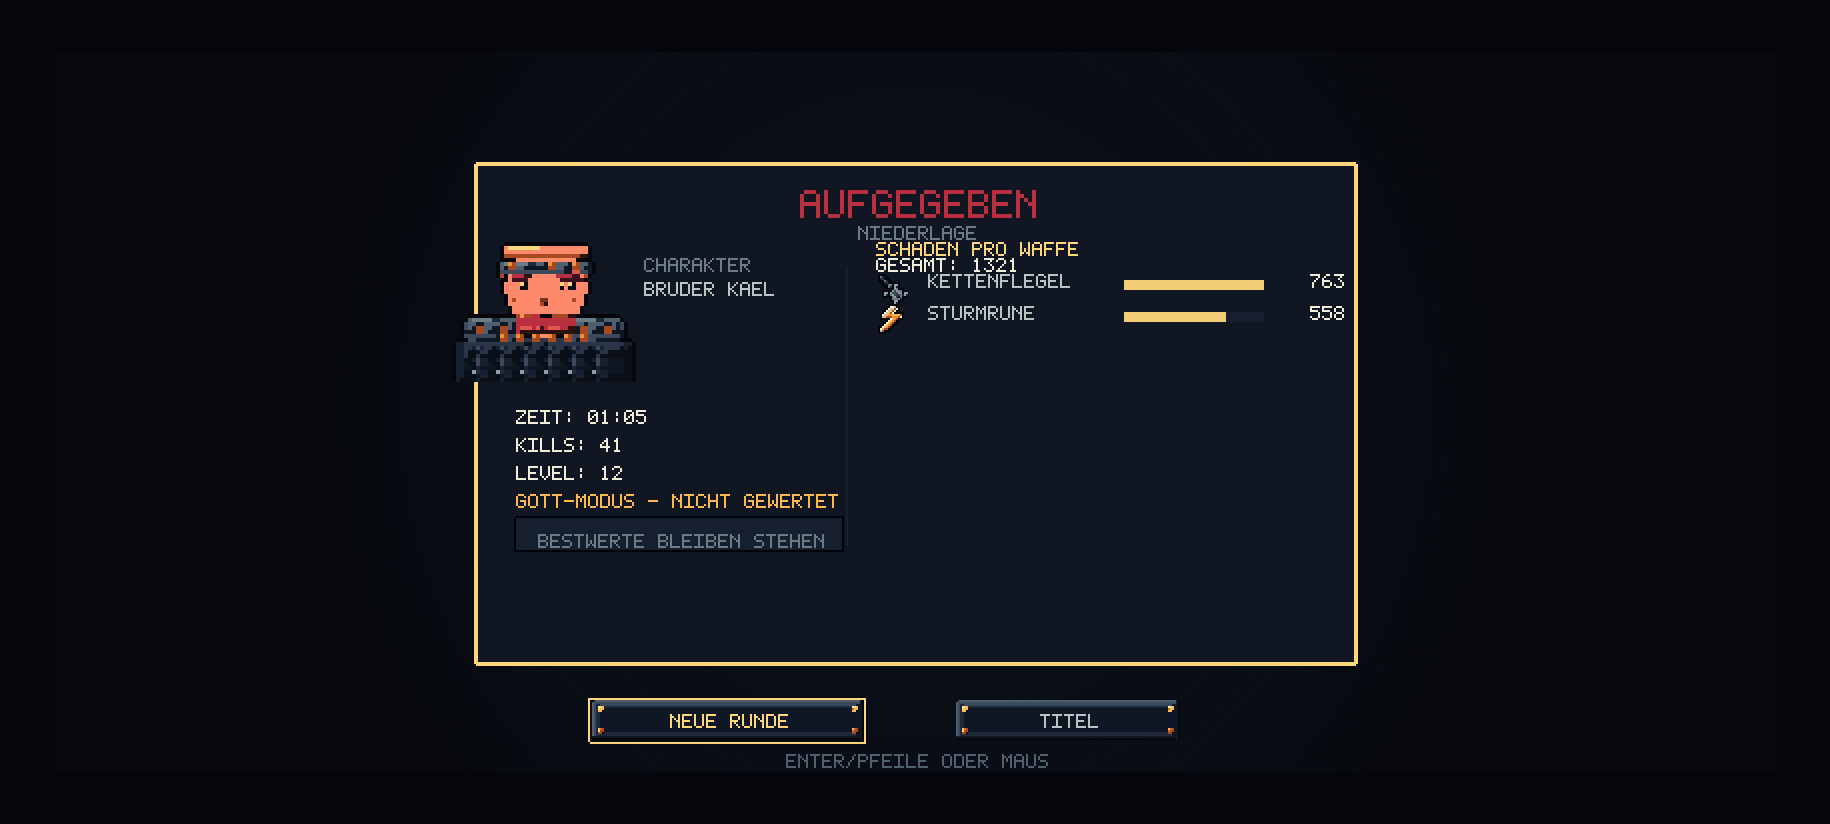 AUFGEGEBEN
NIEDERLAGE
CHARAKTER
BRUDER KAEL
ZEIT: 01:05
KILLS: 41
LEVEL: 12
GOTT-MODUS - NICHT GEWERTET
BESTWERTE BLEIBEN STEHEN
SCHADEN PRO WAFFE
GESAMT: 1321
KETTENFLEGEL 763
STURMRUNE 558
NEUE RUNDE
TITEL
ENTER/PFEILE ODER MAUS